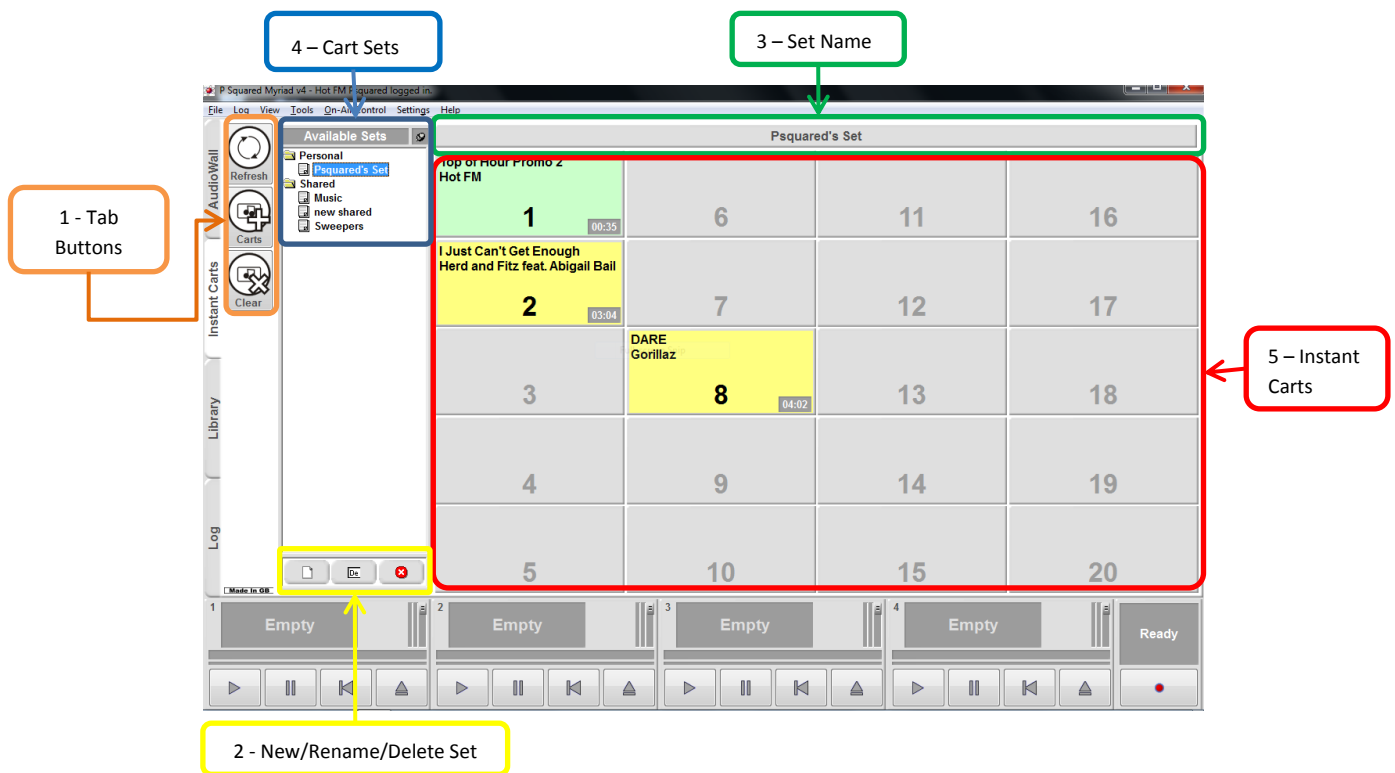 4 – Cart Sets
3 – Set Name
P Squared Myriad v4 - Hot FM Psquared logged in.
File Log View Tools On-Air Control Settings Help
AudioWall
Instant Carts
Library
Log
Refresh
Carts
Clear
Available Sets
Personal
Psquared's Set
Shared
Music
new shared
Sweepers
De
Made In GB
Psquared's Set
Top of Hour Promo 2
Hot FM
1 00:35
6
11
16
I Just Can't Get Enough
Herd and Fitz feat. Abigail Bail
2 03:04
7
12
17
3
DARE
Gorillaz
8 04:02
13
18
4
9
14
19
5
10
15
20
1 - Tab
Buttons
5 – Instant
Carts
1 Empty
2 Empty
3 Empty
4 Empty
Ready
2 - New/Rename/Delete Set